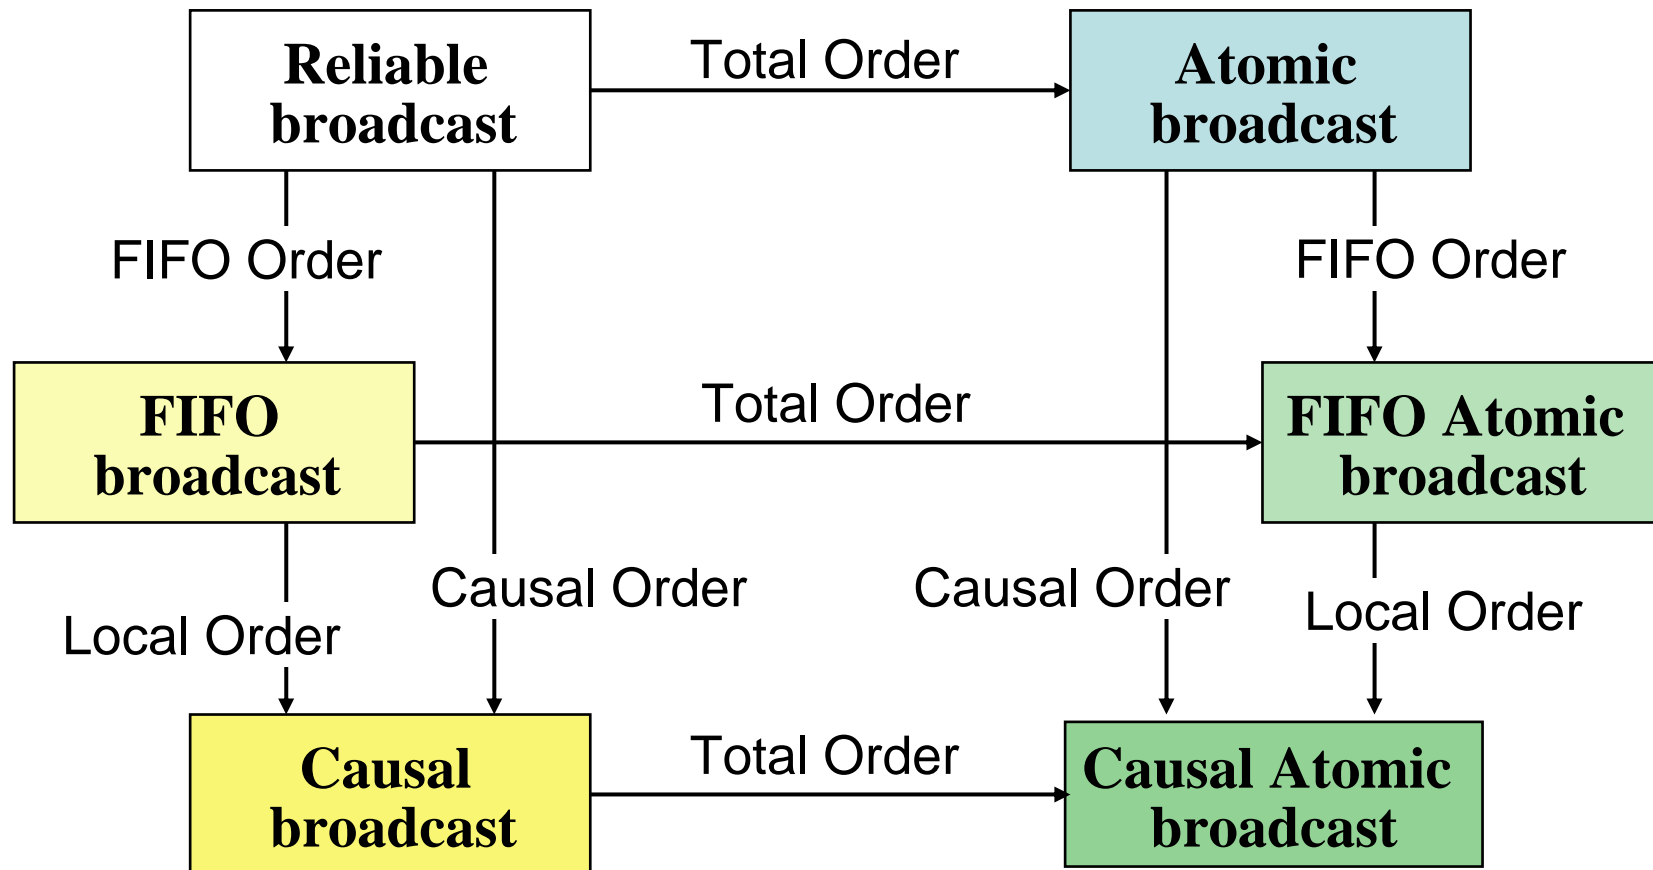 Reliable
broadcast
Total Order
Atomic
broadcast
FIFO Order
FIFO Order
FIFO
broadcast
Total Order
FIFO Atomic
broadcast
Causal Order
Causal Order
Local Order
Local Order
Causal
broadcast
Total Order
Causal Atomic
broadcast